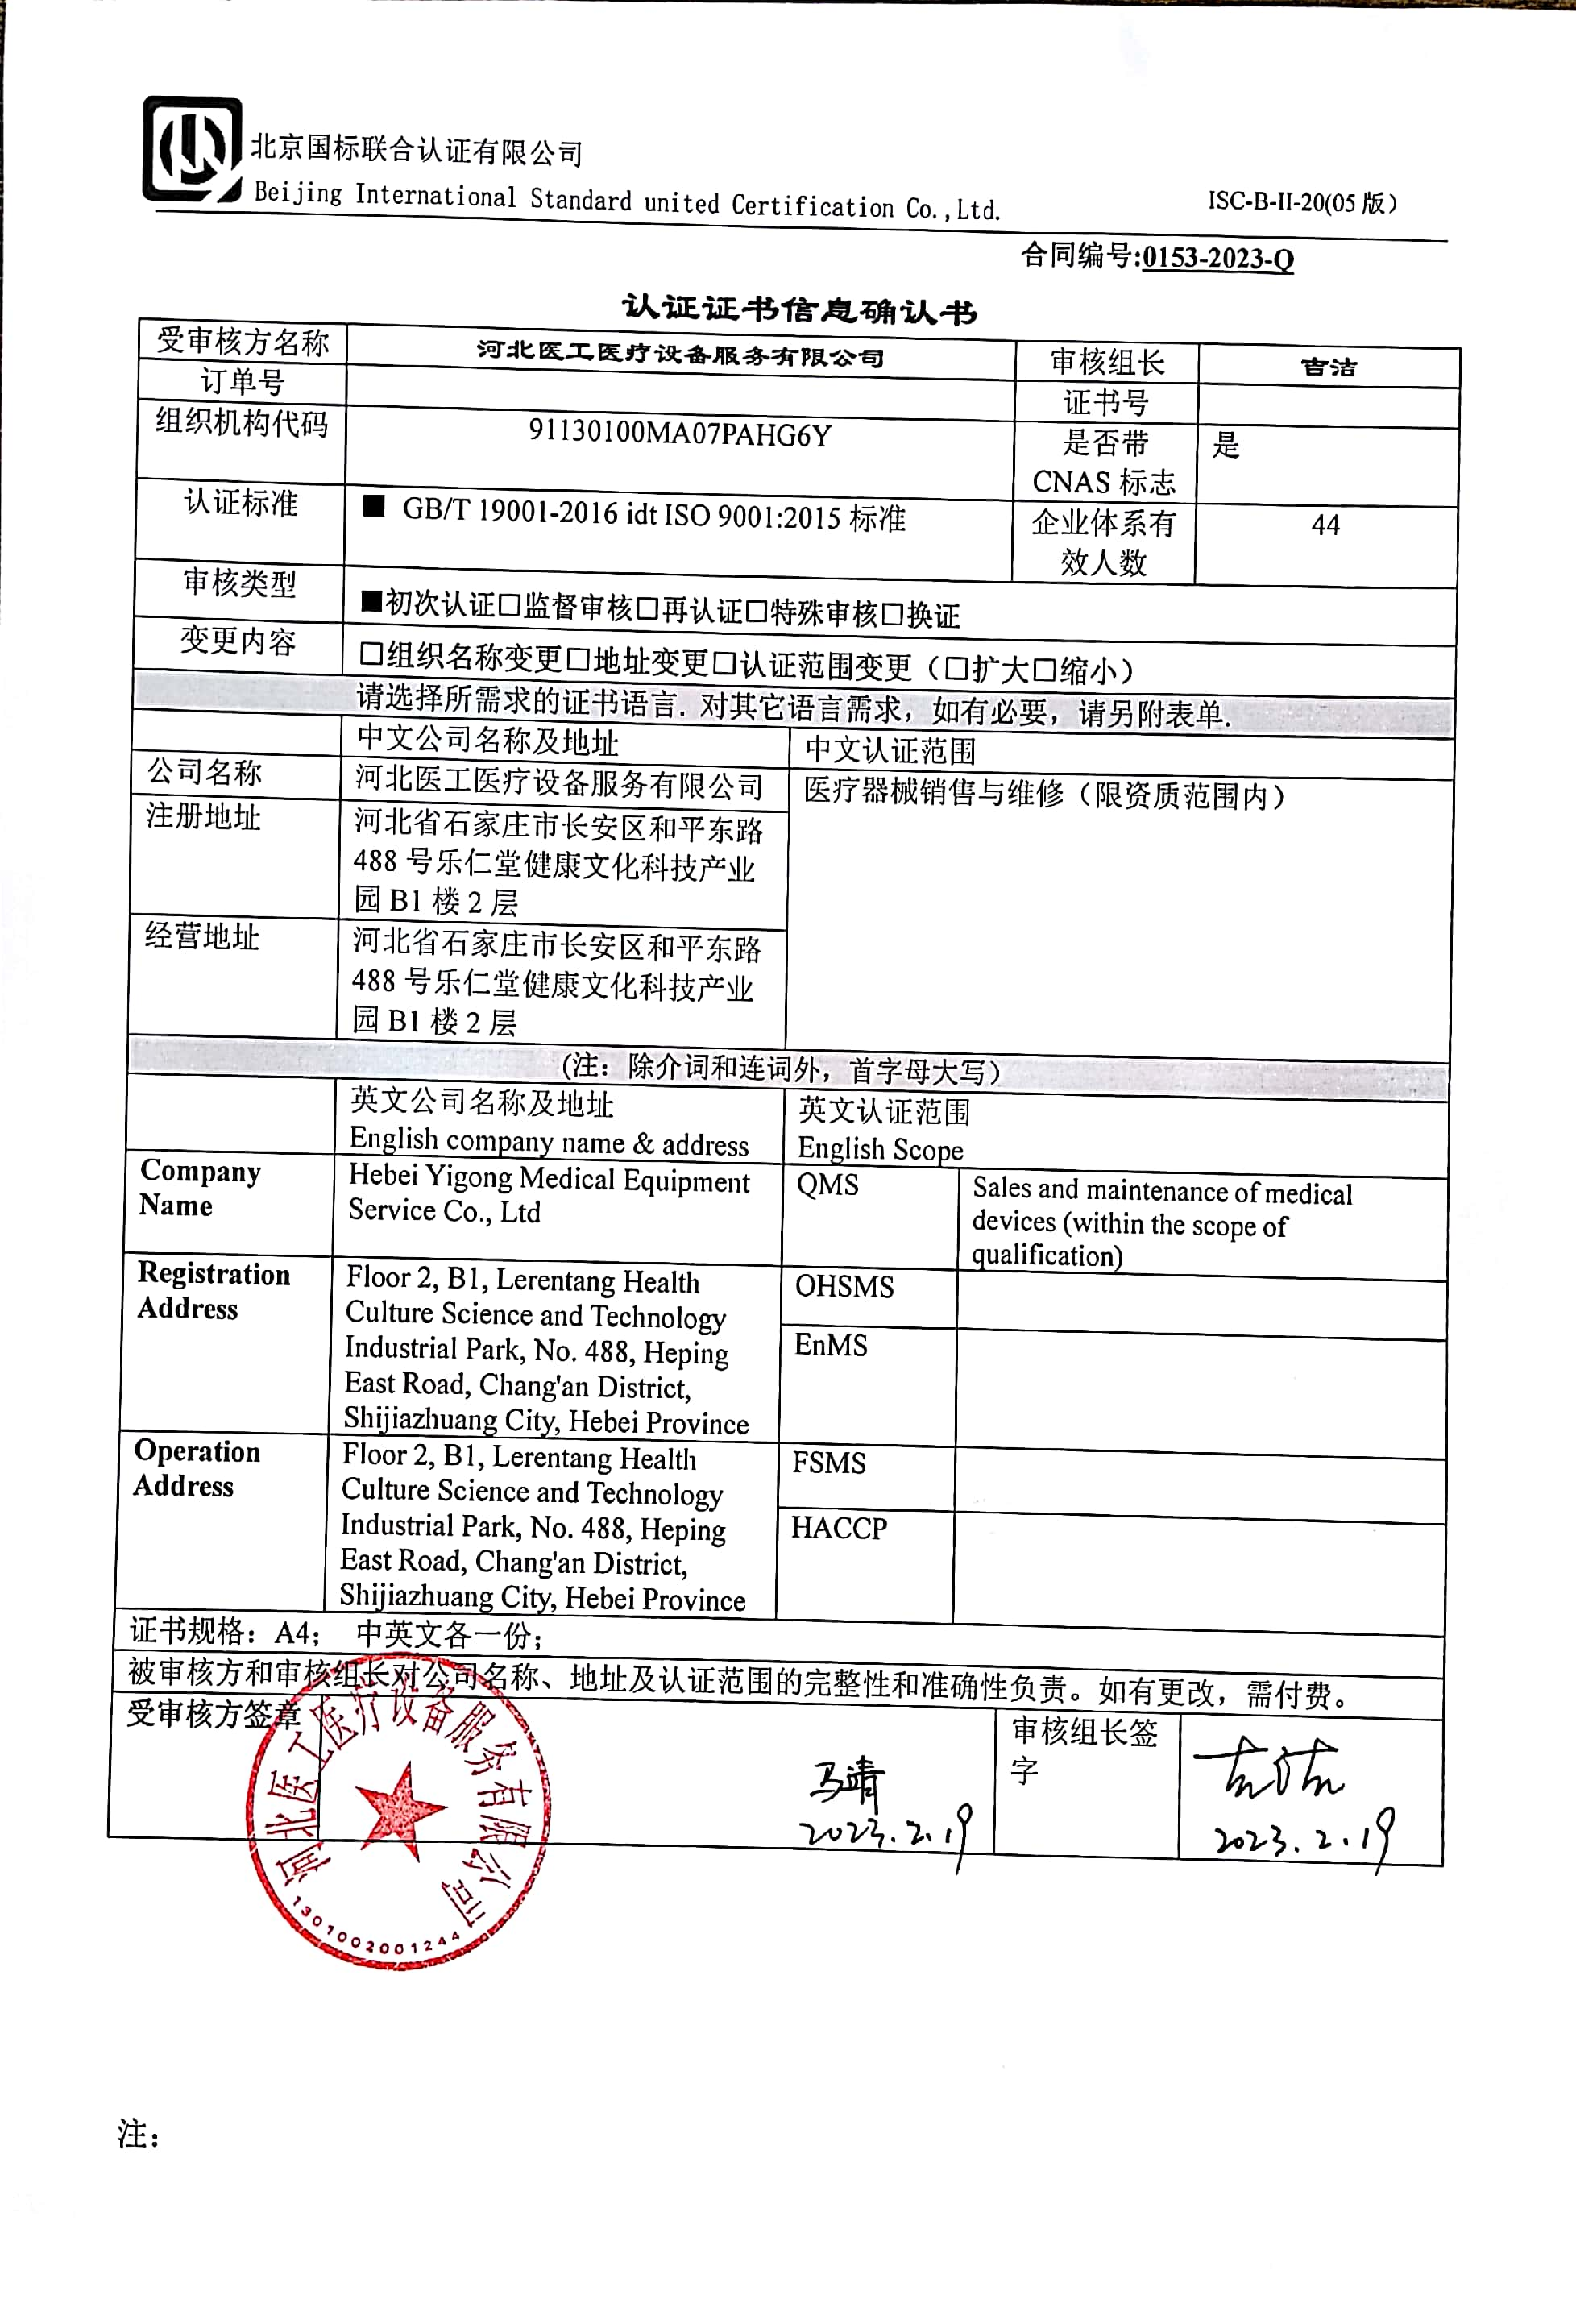 北京国标联合认证有限公司
Beijing International Standard united Certification Co.,Ltd.
ISC-B-II-20(05 版)
合同编号:0153-2023-Q
认证证书信息确认书
受审核方名称 河北医工医疗设备服务有限公司 审核组长 吉洁
订单号 证书号
组织机构代码 91130100MA07PAHG6Y 是否带 是
CNAS 标志
认证标准 ■ GB/T 19001-2016 idt ISO 9001:2015 标准 企业体系有 44
效人数
审核类型 ■初次认证□监督审核□再认证□特殊审核□换证
变更内容 □组织名称变更□地址变更□认证范围变更（□扩大□缩小）
请选择所需求的证书语言. 对其它语言需求，如有必要，请另附表单.
中文公司名称及地址 中文认证范围
公司名称 河北医工医疗设备服务有限公司 医疗器械销售与维修（限资质范围内）
注册地址 河北省石家庄市长安区和平东路
488 号乐仁堂健康文化科技产业
园 B1 楼 2 层
经营地址 河北省石家庄市长安区和平东路
488 号乐仁堂健康文化科技产业
园 B1 楼 2 层
(注：除介词和连词外，首字母大写）
英文公司名称及地址 英文认证范围
English company name & address English Scope
Company Hebei Yigong Medical Equipment QMS Sales and maintenance of medical
Name Service Co., Ltd devices (within the scope of
qualification)
Registration Floor 2, B1, Lerentang Health OHSMS
Address Culture Science and Technology
Industrial Park, No. 488, Heping EnMS
East Road, Chang'an District,
Shijiazhuang City, Hebei Province
Operation Floor 2, B1, Lerentang Health FSMS
Address Culture Science and Technology
Industrial Park, No. 488, Heping HACCP
East Road, Chang'an District,
Shijiazhuang City, Hebei Province
证书规格：A4； 中英文各一份；
被审核方和审核组长对公司名称、地址及认证范围的完整性和准确性负责。如有更改，需付费。
受审核方签章 审核组长签
字
马靖 吉洁
2023.2.19 2023.2.19
河北医工医疗设备服务有限公司
1301002001244
注：